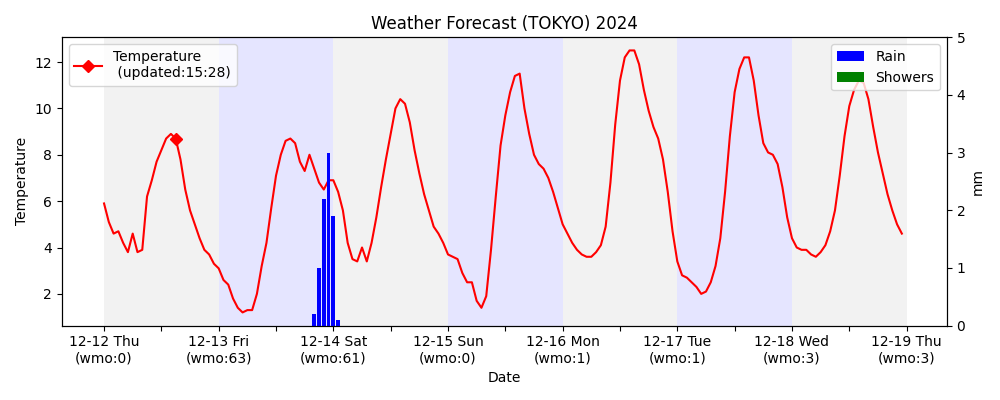 Weather Forecast (TOKYO) 2024
Temperature
(updated:15:28)
Rain
Showers
Temperature
12
10
8
6
4
2
5
4
3
2
1
0
mm
12-12 Thu
(wmo:0)
12-13 Fri
(wmo:63)
12-14 Sat
(wmo:61)
12-15 Sun
(wmo:0)
12-16 Mon
(wmo:1)
12-17 Tue
(wmo:1)
12-18 Wed
(wmo:3)
12-19 Thu
(wmo:3)
Date